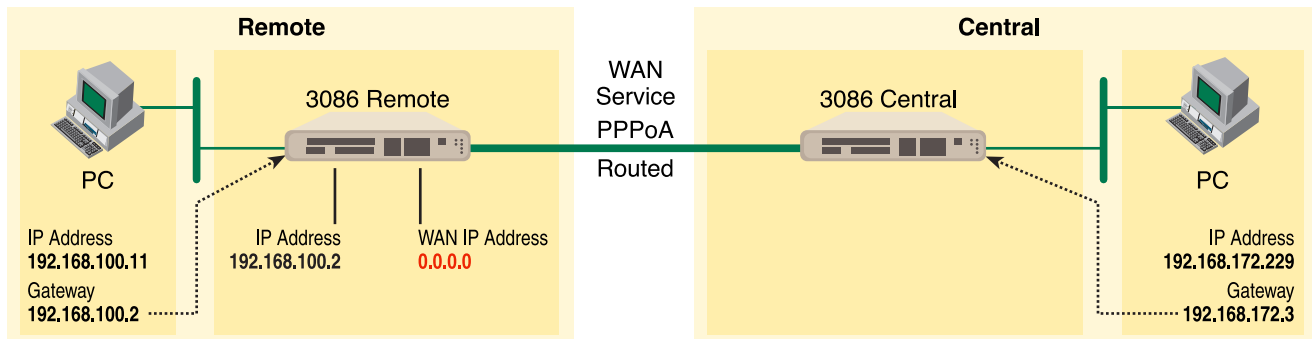 Remote
PC
IP Address
192.168.100.11
Gateway
192.168.100.2
3086 Remote
IP Address
192.168.100.2
WAN IP Address
0.0.0.0
WAN
Service
PPPoA
Routed
Central
3086 Central
PC
IP Address
192.168.172.229
Gateway
192.168.172.3